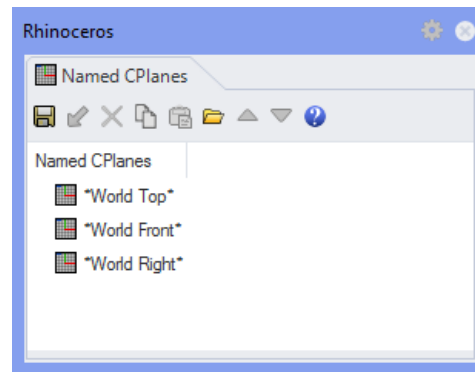 Rhinoceros
Named CPlanes
Named CPlanes
*World Top*
*World Front*
*World Right*